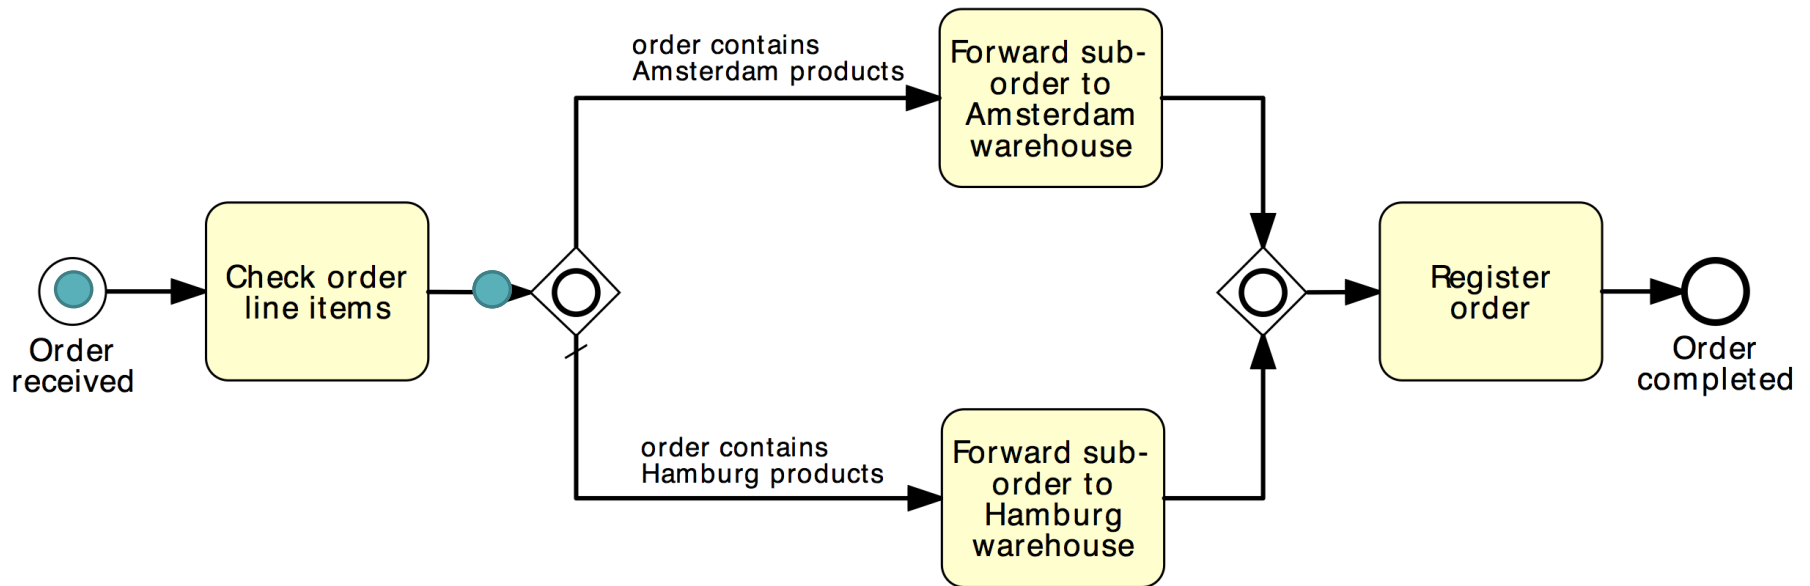 Order
received
Check order
line items
order contains
Amsterdam products
Forward sub-
order to
Amsterdam
warehouse
order contains
Hamburg products
Forward sub-
order to
Hamburg
warehouse
Register
order
Order
completed